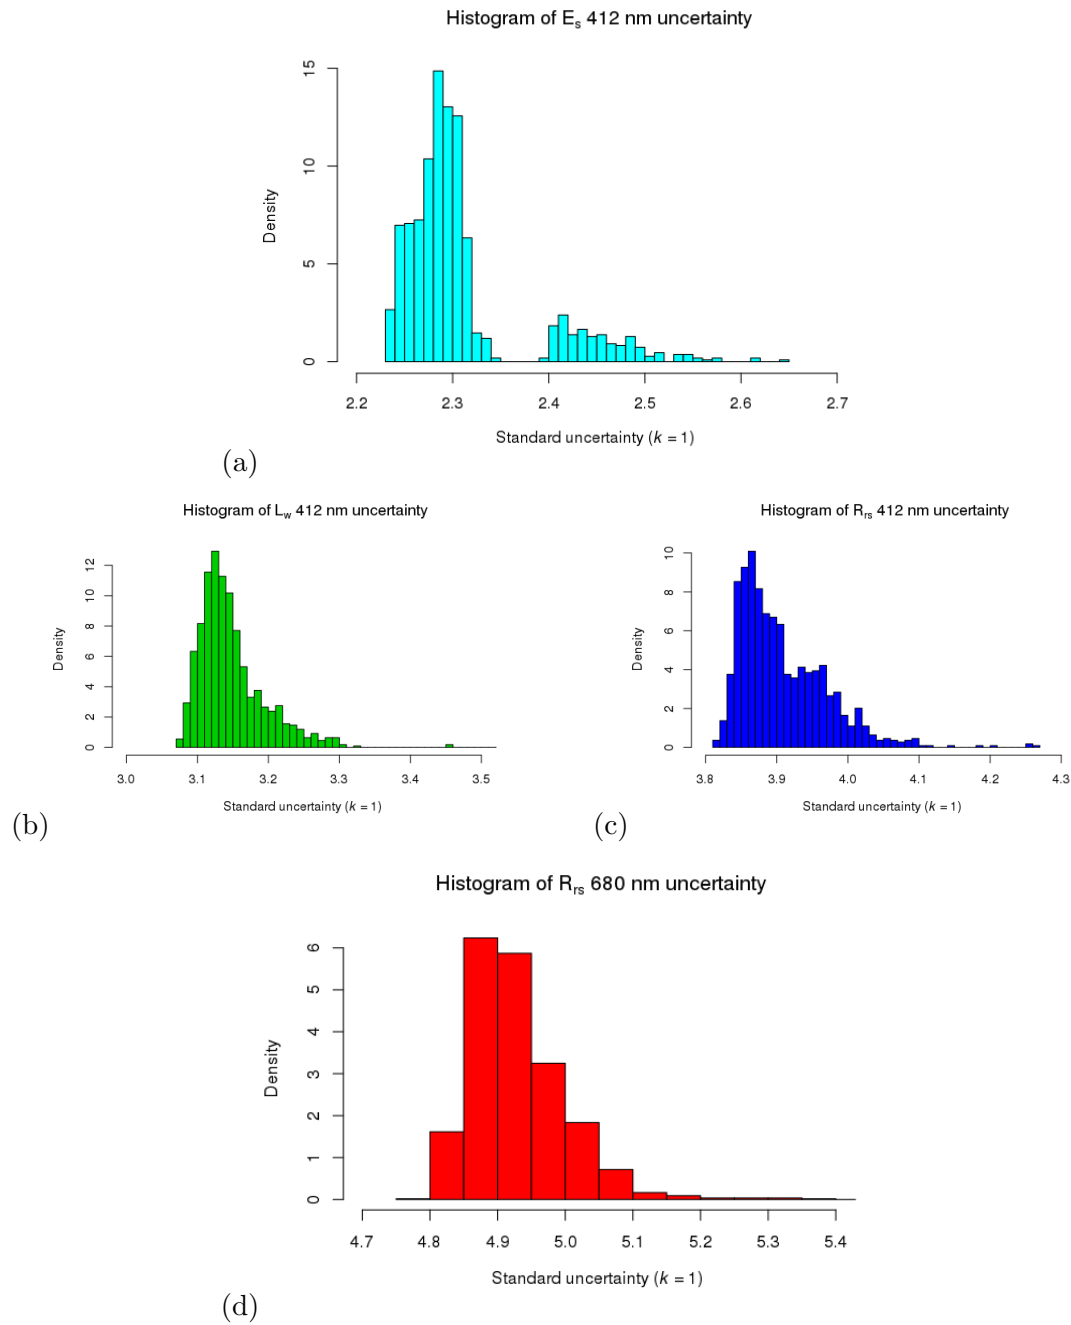 Histogram of Es 412 nm uncertainty
Density
0
5
10
15
2.2 2.3 2.4 2.5 2.6 2.7
Standard uncertainty (k = 1)
(a)
Histogram of Lw 412 nm uncertainty
Density
0
2
4
6
8
10
12
3.0 3.1 3.2 3.3 3.4 3.5
Standard uncertainty (k = 1)
(b)
Histogram of Rrs 412 nm uncertainty
Density
0
2
4
6
8
10
3.8 3.9 4.0 4.1 4.2 4.3
Standard uncertainty (k = 1)
(c)
Histogram of Rrs 680 nm uncertainty
Density
0
1
2
3
4
5
6
4.7 4.8 4.9 5.0 5.1 5.2 5.3 5.4
Standard uncertainty (k = 1)
(d)